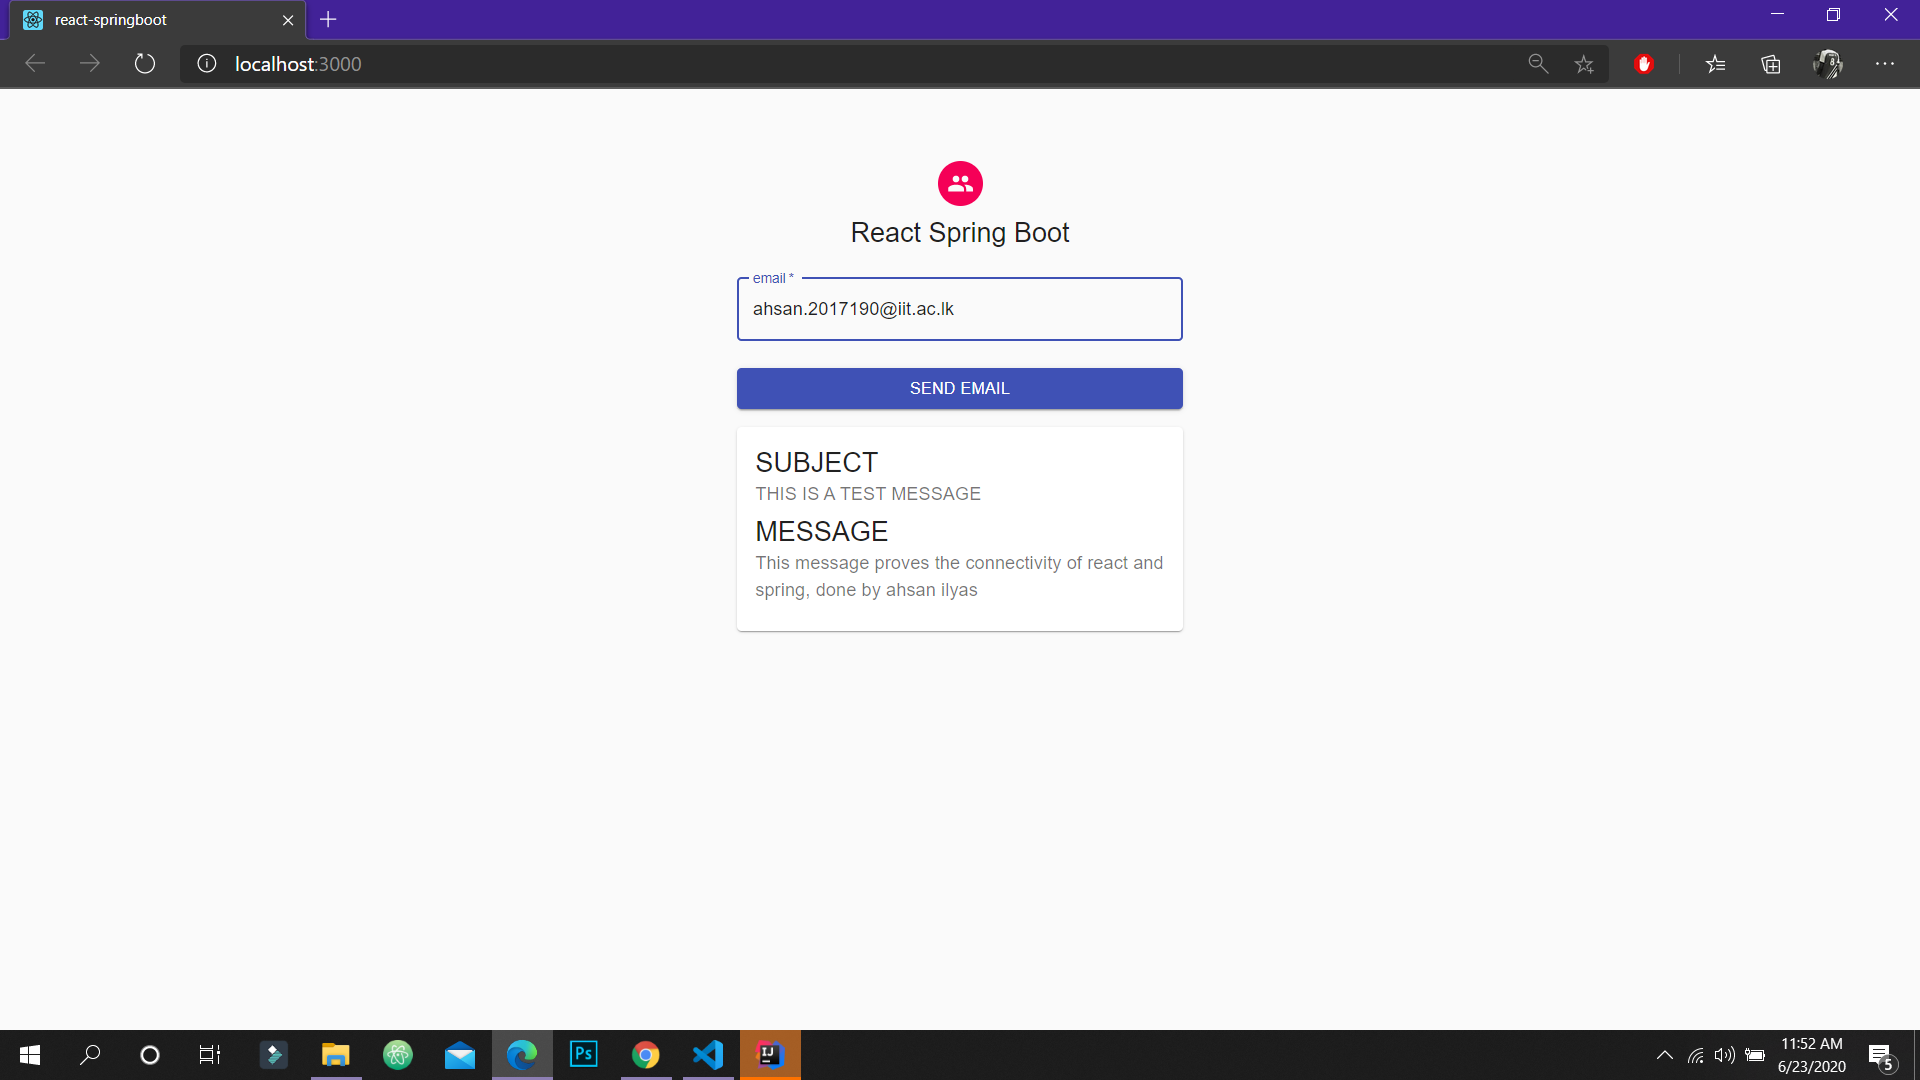 react-springboot
localhost:3000
React Spring Boot
email *
ahsan.2017190@iit.ac.lk
SEND EMAIL
SUBJECT
THIS IS A TEST MESSAGE
MESSAGE
This message proves the connectivity of react and
spring, done by ahsan ilyas
Ps
IJ
11:52 AM
6/23/2020
5